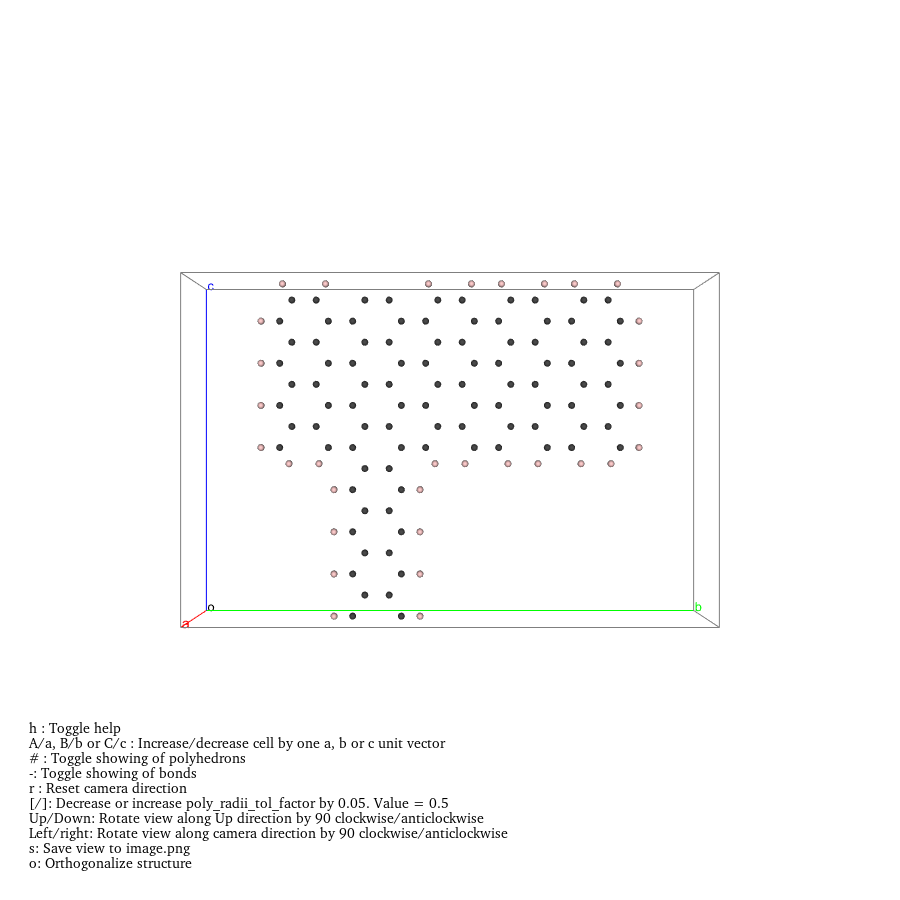 c
o
b
a
h : Toggle help
A/a, B/b or C/c : Increase/decrease cell by one a, b or c unit vector
# : Toggle showing of polyhedrons
-: Toggle showing of bonds
r : Reset camera direction
[/]: Decrease or increase poly_radii_tol_factor by 0.05. Value = 0.5
Up/Down: Rotate view along Up direction by 90 clockwise/anticlockwise
Left/right: Rotate view along camera direction by 90 clockwise/anticlockwise
s: Save view to image.png
o: Orthogonalize structure